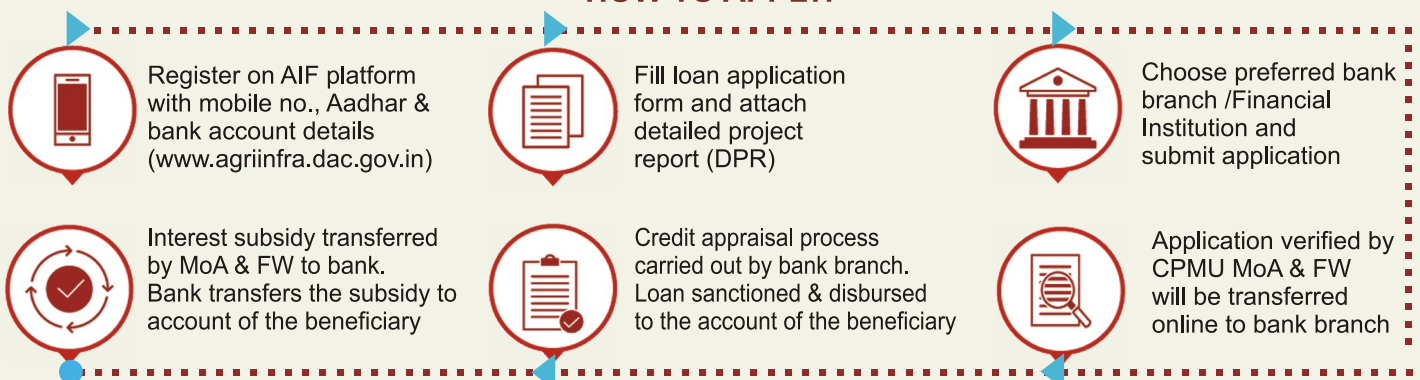 Register on AIF platform
with mobile no., Aadhar &
bank account details
(www.agriinfra.dac.gov.in)
Fill loan application
form and attach
detailed project
report (DPR)
Choose preferred bank
branch /Financial
Institution and
submit application
Application verified by
CPMU MoA & FW
will be transferred
online to bank branch
Credit appraisal process
carried out by bank branch.
Loan sanctioned & disbursed
to the account of the beneficiary
Interest subsidy transferred
by MoA & FW to bank.
Bank transfers the subsidy to
account of the beneficiary